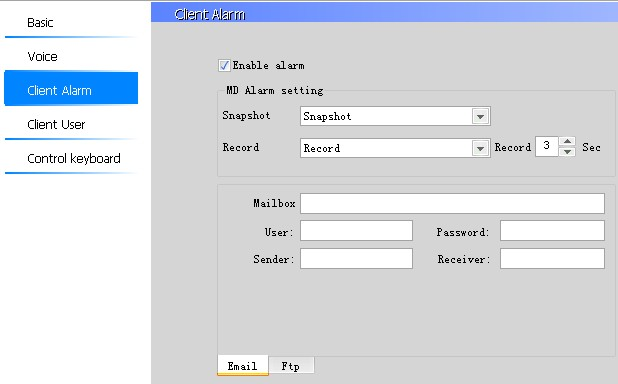 Basic
Voice
Client Alarm
Client User
Control keyboard
Client Alarm
Enable alarm
MD Alarm setting
Snapshot Snapshot
Record Record Record 3 Sec
Mailbox
User: Password:
Sender: Receiver:
Email Ftp